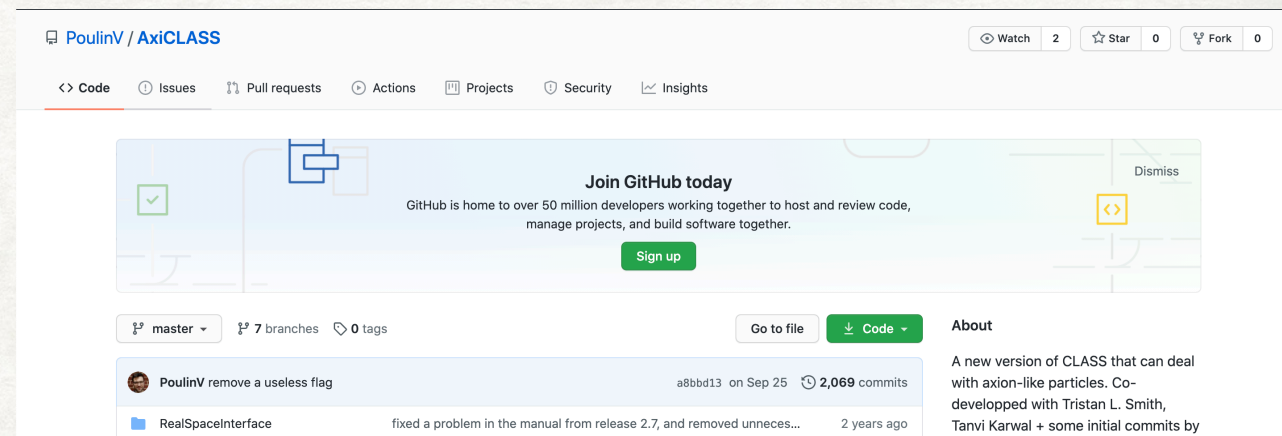 PoulinV / AxiCLASS
Watch 2 Star 0 Fork 0
<> Code Issues Pull requests Actions Projects Security Insights
Dismiss
Join GitHub today
GitHub is home to over 50 million developers working together to host and review code,
manage projects, and build software together.
Sign up
master 7 branches 0 tags Go to file Code
PoulinV remove a useless flag a8bbd13 on Sep 25 2,069 commits
RealSpaceInterface fixed a problem in the manual from release 2.7, and removed unneces... 2 years ago
About
A new version of CLASS that can deal
with axion-like particles. Co-
developped with Tristan L. Smith,
Tanvi Karwal + some initial commits by